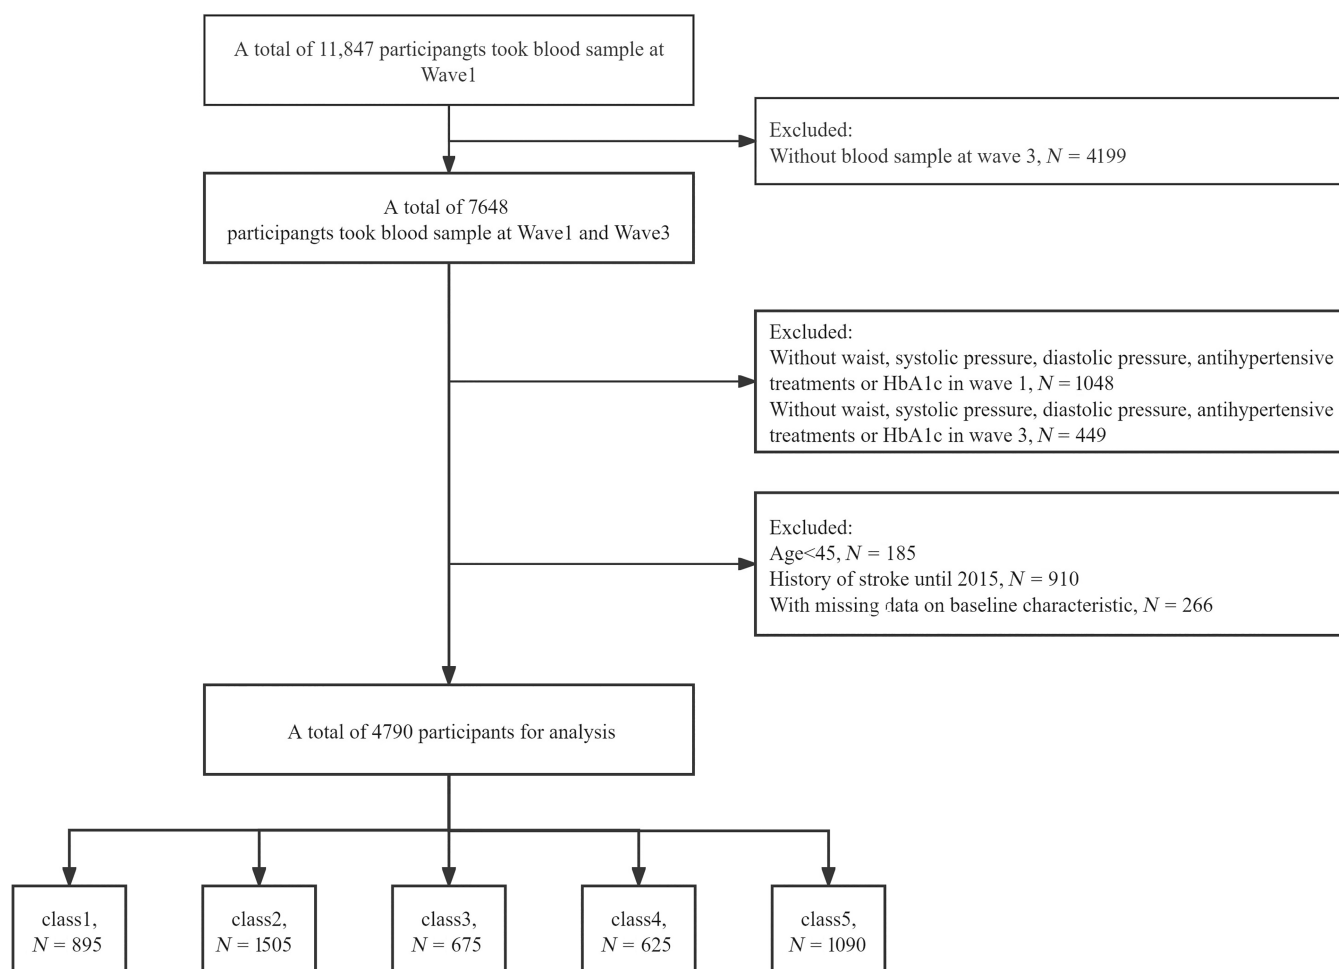 A total of 11,847 participangts took blood sample at
Wave1
Excluded:
Without blood sample at wave 3, N = 4199
A total of 7648
participangts took blood sample at Wave1 and Wave3
Excluded:
Without waist, systolic pressure, diastolic pressure, antihypertensive
treatments or HbA1c in wave 1, N = 1048
Without waist, systolic pressure, diastolic pressure, antihypertensive
treatments or HbA1c in wave 3, N = 449
Excluded:
Age<45, N = 185
History of stroke until 2015, N = 910
With missing data on baseline characteristic, N = 266
A total of 4790 participants for analysis
class1,
N = 895
class2,
N = 1505
class3,
N = 675
class4,
N = 625
class5,
N = 1090